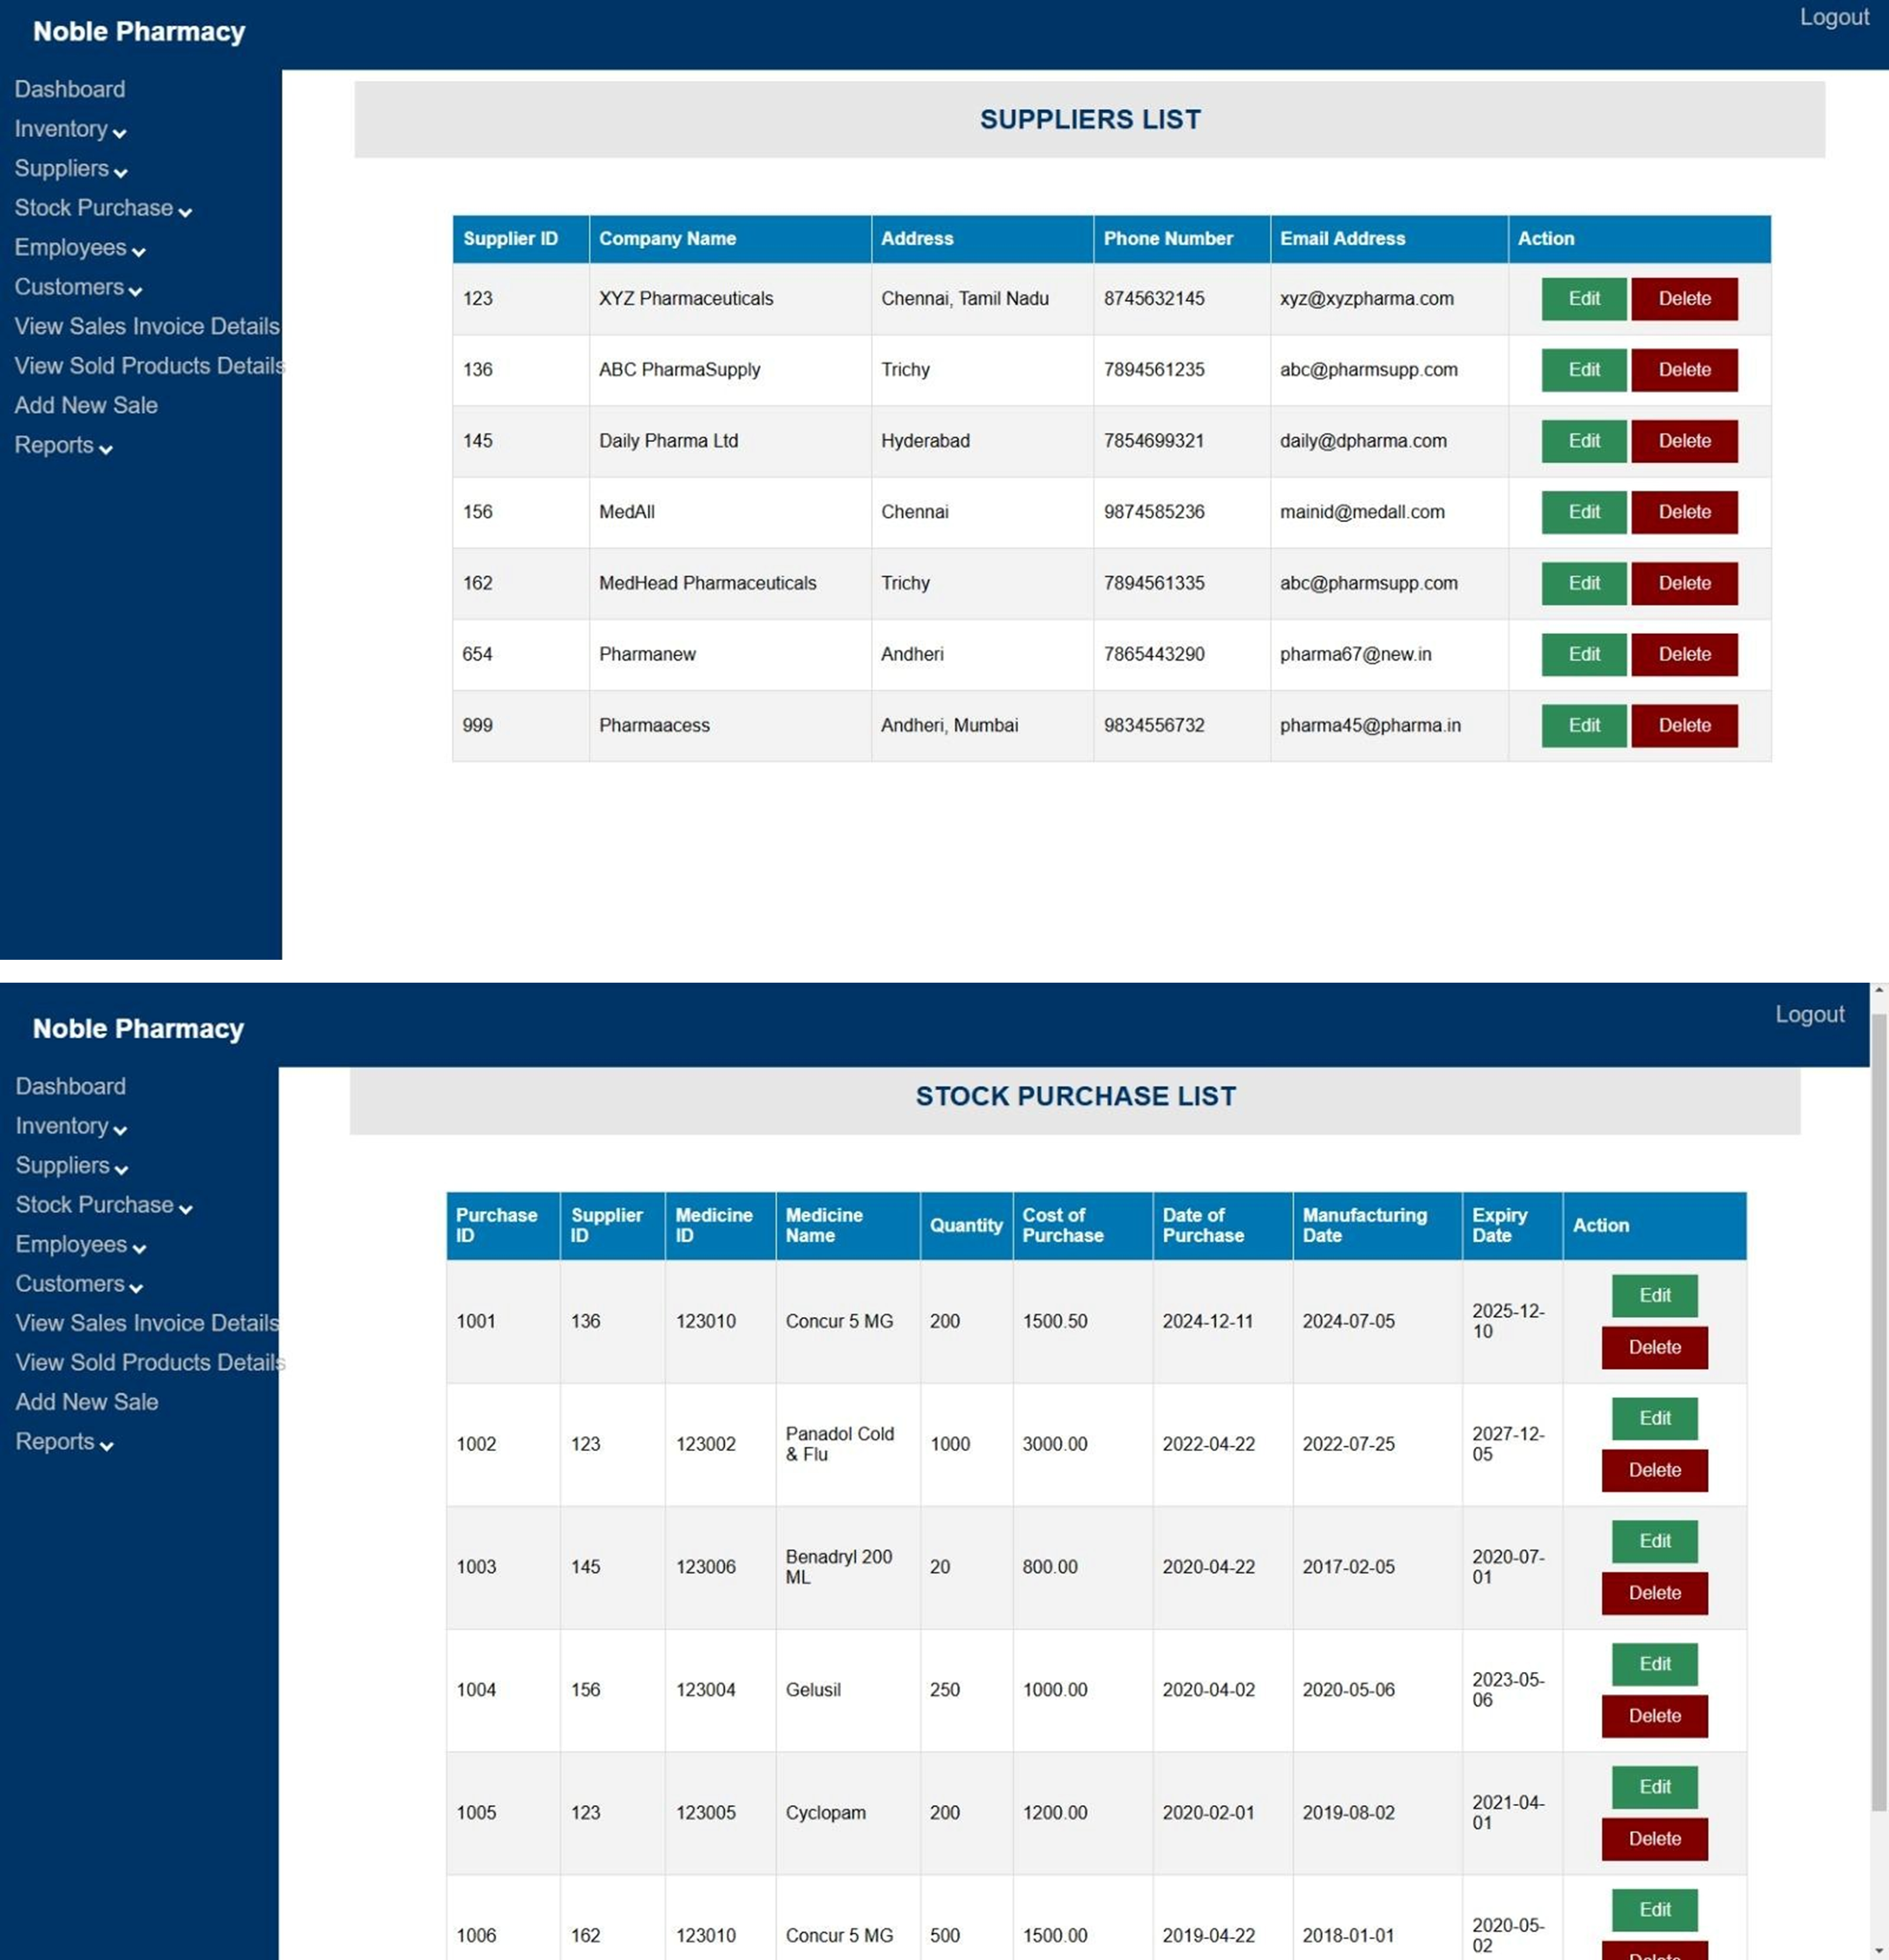 Noble Pharmacy
Logout
Dashboard
Inventory
Suppliers
Stock Purchase
Employees
Customers
View Sales Invoice Details
View Sold Products Details
Add New Sale
Reports
SUPPLIERS LIST
Supplier ID Company Name Address Phone Number Email Address Action
123 XYZ Pharmaceuticals Chennai, Tamil Nadu 8745632145 xyz@xyzpharma.com Edit Delete
136 ABC PharmaSupply Trichy 7894561235 abc@pharmsupp.com Edit Delete
145 Daily Pharma Ltd Hyderabad 7854699321 daily@dpharma.com Edit Delete
156 MedAll Chennai 9874585236 mainid@medall.com Edit Delete
162 MedHead Pharmaceuticals Trichy 7894561335 abc@pharmsupp.com Edit Delete
654 Pharmanew Andheri 7865443290 pharma67@new.in Edit Delete
999 Pharmaacess Andheri, Mumbai 9834556732 pharma45@pharma.in Edit Delete
Noble Pharmacy
Logout
Dashboard
Inventory
Suppliers
Stock Purchase
Employees
Customers
View Sales Invoice Details
View Sold Products Details
Add New Sale
Reports
STOCK PURCHASE LIST
Purchase ID Supplier ID Medicine ID Medicine Name Quantity Cost of Purchase Date of Purchase Manufacturing Date Expiry Date Action
1001 136 123010 Concur 5 MG 200 1500.50 2024-12-11 2024-07-05 2025-12-10 Edit Delete
1002 123 123002 Panadol Cold & Flu 1000 3000.00 2022-04-22 2022-07-25 2027-12-05 Edit Delete
1003 145 123006 Benadryl 200 ML 20 800.00 2020-04-22 2017-02-05 2020-07-01 Edit Delete
1004 156 123004 Gelusil 250 1000.00 2020-04-02 2020-05-06 2023-05-06 Edit Delete
1005 123 123005 Cyclopam 200 1200.00 2020-02-01 2019-08-02 2021-04-01 Edit Delete
1006 162 123010 Concur 5 MG 500 1500.00 2019-04-22 2018-01-01 2020-05-02 Edit Delete